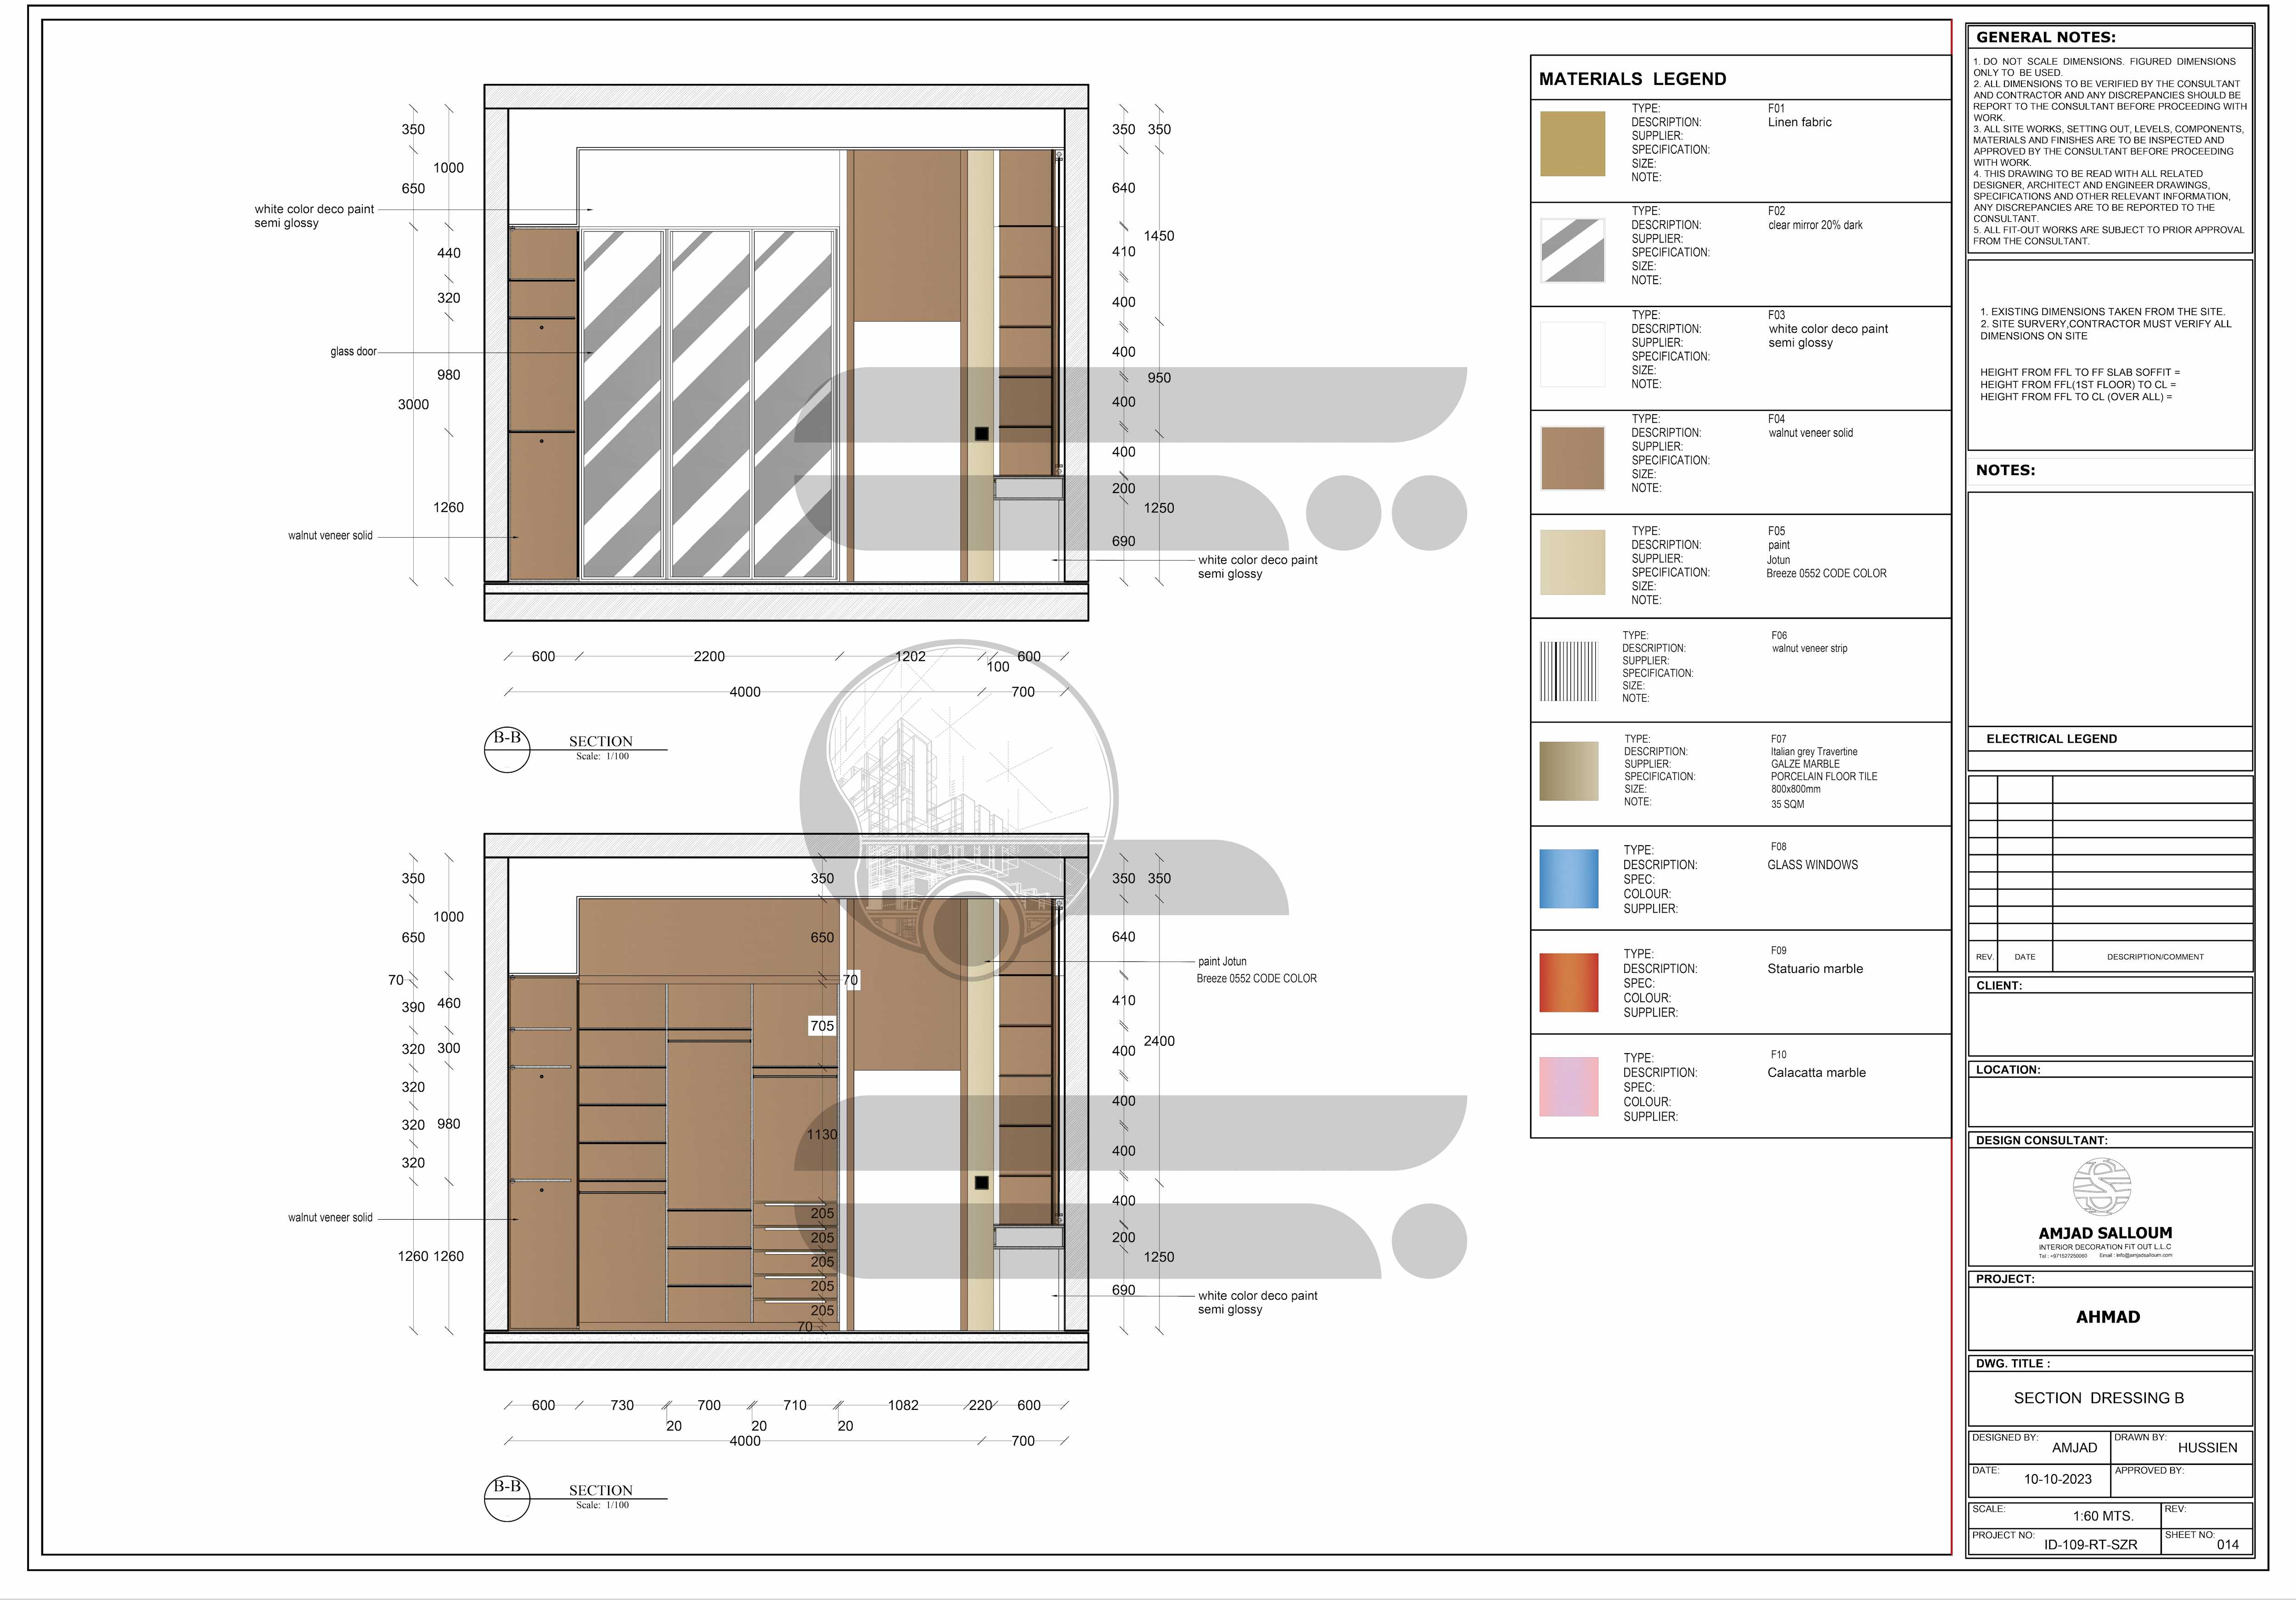 350
1000
650
white color deco paint
semi glossy
440
320
glass door
980
3000
1260
walnut veneer solid
350 350
640
1450
410
400
400
950
400
400
200
1250
690
white color deco paint
semi glossy
600 2200 1202 100 600
4000 700
B-B
SECTION
Scale: 1/100
350
1000
650
70
390 460
320 300
320
320 980
320
walnut veneer solid
1260 1260
350
650
70
705
1130
205
205
205
205
205
70
350 350
640
paint Jotun
Breeze 0552 CODE COLOR
410
2400
400
400
400
400
200
1250
690
white color deco paint
semi glossy
600 730 700 710 1082 220 600
20 20 20
4000 700
B-B
SECTION
Scale: 1/100
MATERIALS LEGEND
TYPE: F01
DESCRIPTION: Linen fabric
SUPPLIER:
SPECIFICATION:
SIZE:
NOTE:
TYPE: F02
DESCRIPTION: clear mirror 20% dark
SUPPLIER:
SPECIFICATION:
SIZE:
NOTE:
TYPE: F03
DESCRIPTION: white color deco paint
SUPPLIER: semi glossy
SPECIFICATION:
SIZE:
NOTE:
TYPE: F04
DESCRIPTION: walnut veneer solid
SUPPLIER:
SPECIFICATION:
SIZE:
NOTE:
TYPE: F05
DESCRIPTION: paint
SUPPLIER: Jotun
SPECIFICATION: Breeze 0552 CODE COLOR
SIZE:
NOTE:
TYPE: F06
DESCRIPTION: walnut veneer strip
SUPPLIER:
SPECIFICATION:
SIZE:
NOTE:
TYPE: F07
DESCRIPTION: Italian grey Travertine
SUPPLIER: GALZE MARBLE
SPECIFICATION: PORCELAIN FLOOR TILE
SIZE: 800x800mm
NOTE: 35 SQM
TYPE: F08
DESCRIPTION: GLASS WINDOWS
SPEC:
COLOUR:
SUPPLIER:
TYPE: F09
DESCRIPTION: Statuario marble
SPEC:
COLOUR:
SUPPLIER:
TYPE: F10
DESCRIPTION: Calacatta marble
SPEC:
COLOUR:
SUPPLIER:
GENERAL NOTES:
1. DO NOT SCALE DIMENSIONS. FIGURED DIMENSIONS
ONLY TO BE USED.
2. ALL DIMENSIONS TO BE VERIFIED BY THE CONSULTANT
AND CONTRACTOR AND ANY DISCREPANCIES SHOULD BE
REPORT TO THE CONSULTANT BEFORE PROCEEDING WITH
WORK.
3. ALL SITE WORKS, SETTING OUT, LEVELS, COMPONENTS,
MATERIALS AND FINISHES ARE TO BE INSPECTED AND
APPROVED BY THE CONSULTANT BEFORE PROCEEDING
WITH WORK.
4. THIS DRAWING TO BE READ WITH ALL RELATED
DESIGNER, ARCHITECT AND ENGINEER DRAWINGS,
SPECIFICATIONS AND OTHER RELEVANT INFORMATION,
ANY DISCREPANCIES ARE TO BE REPORTED TO THE
CONSULTANT.
5. ALL FIT-OUT WORKS ARE SUBJECT TO PRIOR APPROVAL
FROM THE CONSULTANT.
1. EXISTING DIMENSIONS TAKEN FROM THE SITE.
2. SITE SURVERY,CONTRACTOR MUST VERIFY ALL
DIMENSIONS ON SITE
HEIGHT FROM FFL TO FF SLAB SOFFIT =
HEIGHT FROM FFL(1ST FLOOR) TO CL =
HEIGHT FROM FFL TO CL (OVER ALL) =
NOTES:
ELECTRICAL LEGEND
REV. DATE DESCRIPTION/COMMENT
CLIENT:
LOCATION:
DESIGN CONSULTANT:
AMJAD SALLOUM
INTERIOR DECORATION FIT OUT L.L.C
Tel : +971527250060 Email : info@amjadsalloum.com
PROJECT:
AHMAD
DWG. TITLE :
SECTION DRESSING B
DESIGNED BY: AMJAD DRAWN BY: HUSSIEN
DATE: 10-10-2023 APPROVED BY:
SCALE: 1:60 MTS. REV:
PROJECT NO: ID-109-RT-SZR SHEET NO: 014